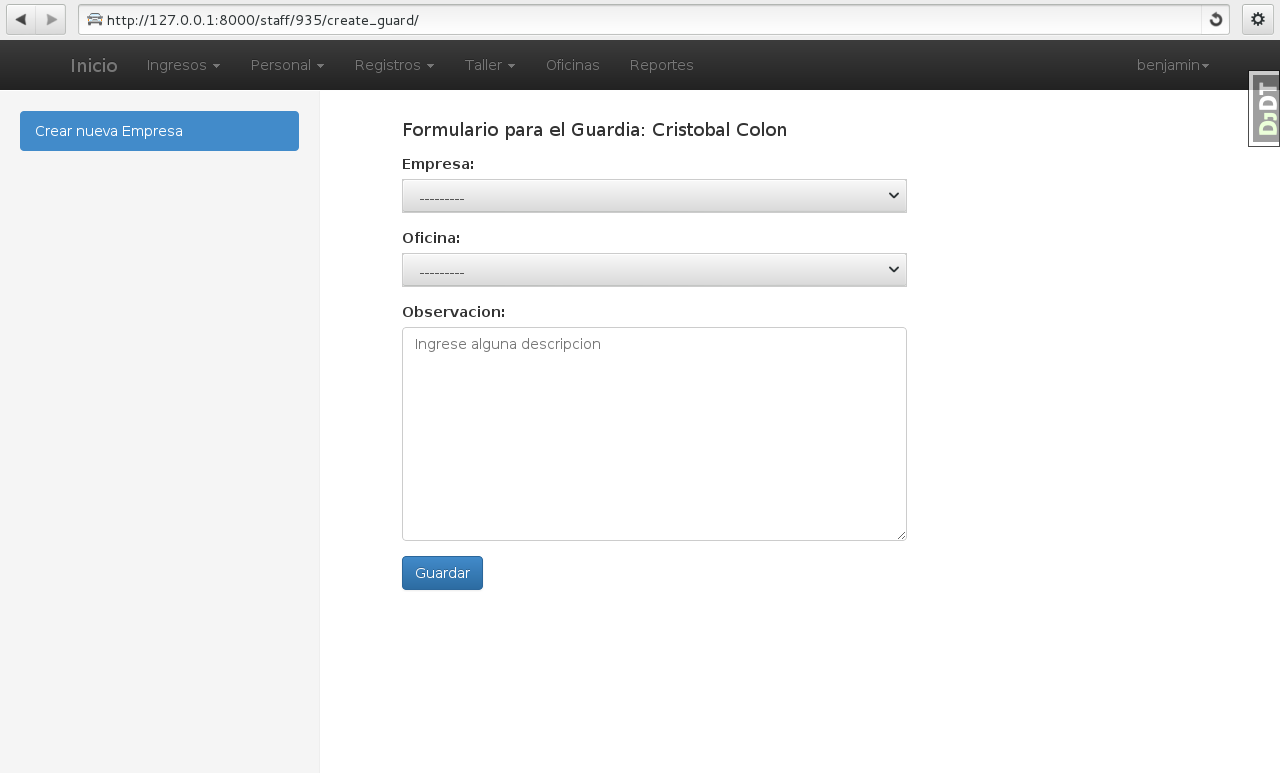 http://127.0.0.1:8000/staff/935/create_guard/
Inicio Ingresos Personal Registros Taller Oficinas Reportes benjamin
DJDT
Crear nueva Empresa
Formulario para el Guardia: Cristobal Colon
Empresa:
---------
Oficina:
---------
Observacion:
Ingrese alguna descripcion
Guardar